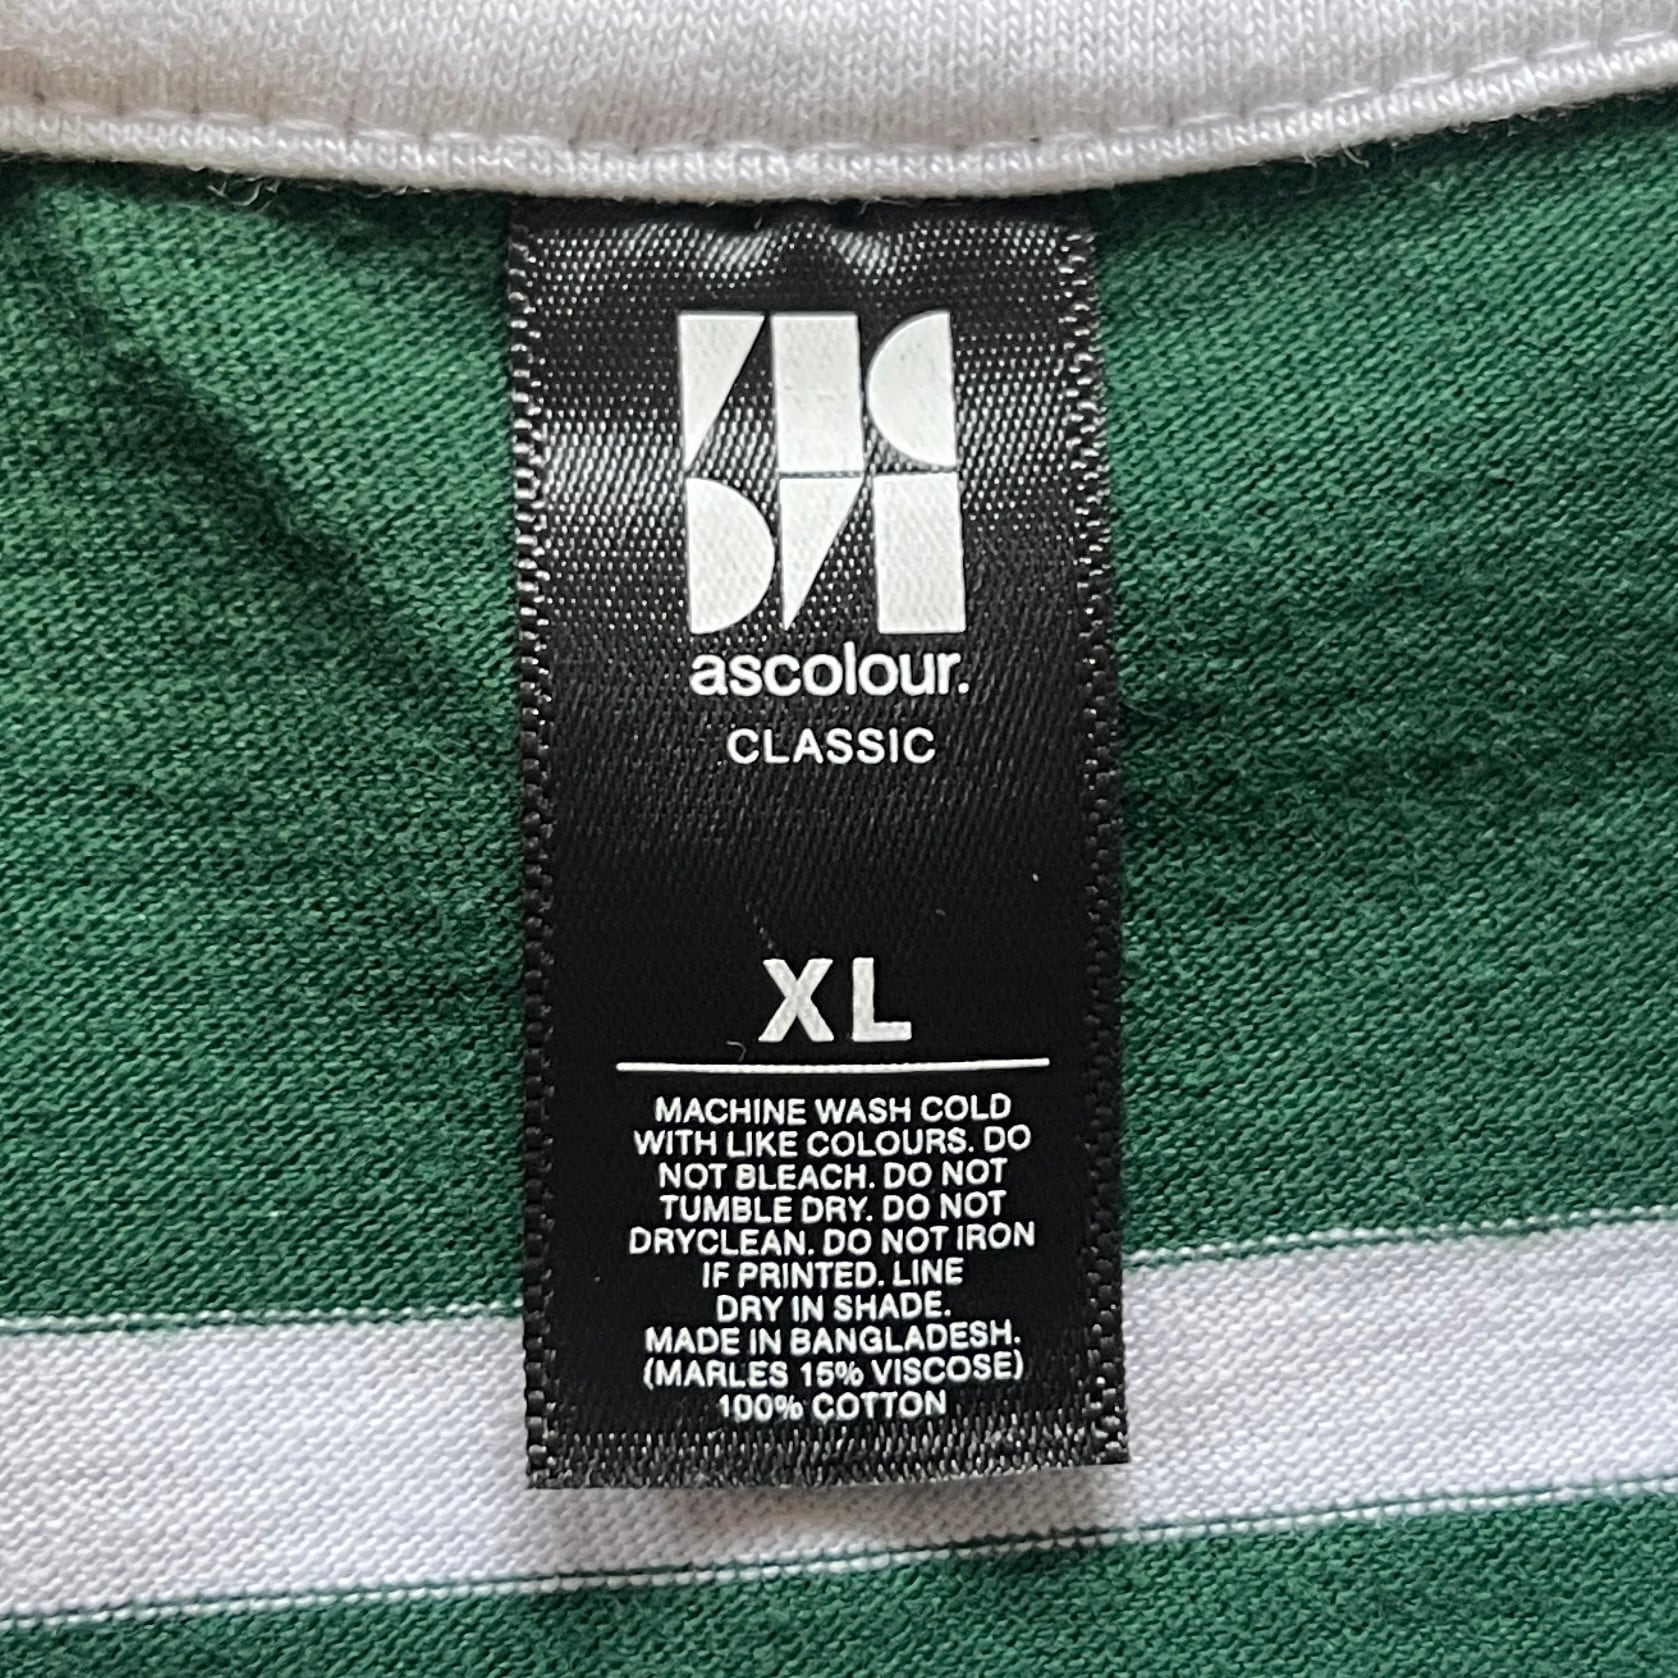 ascolour.
CLASSIC
XL
MACHINE WASH COLD
WITH LIKE COLOURS. DO
NOT BLEACH. DO NOT
TUMBLE DRY. DO NOT
DRYCLEAN. DO NOT IRON
IF PRINTED. LINE
DRY IN SHADE.
MADE IN BANGLADESH.
(MARLES 15% VISCOSE)
100% COTTON